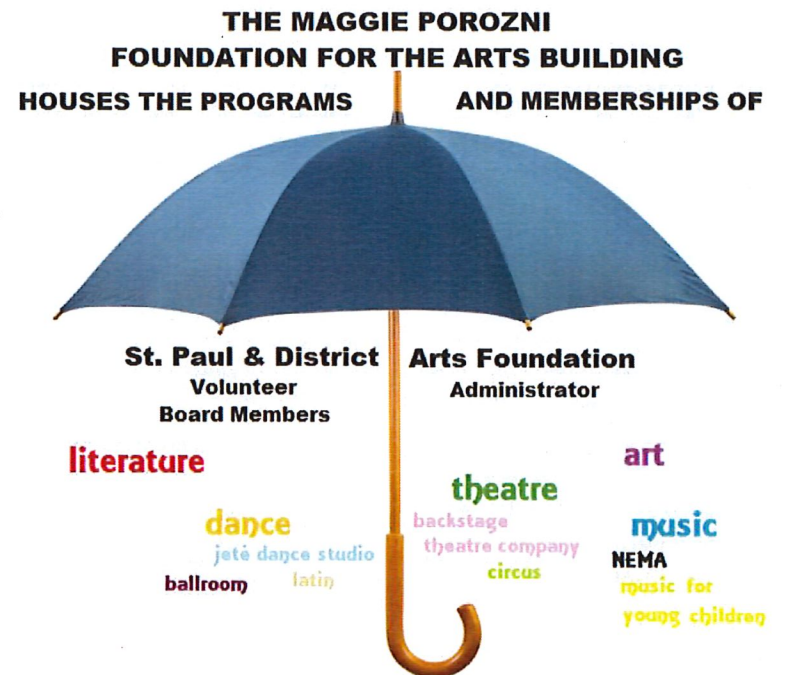 THE MAGGIE POROZNI
FOUNDATION FOR THE ARTS BUILDING
HOUSES THE PROGRAMS AND MEMBERSHIPS OF
St. Paul & District Arts Foundation
Volunteer
Board Members
Administrator
literature
art
theatre
dance
backstage
theatre company
circus
jeté dance studio
ballroom
latin
music
NEMA
music for
young children